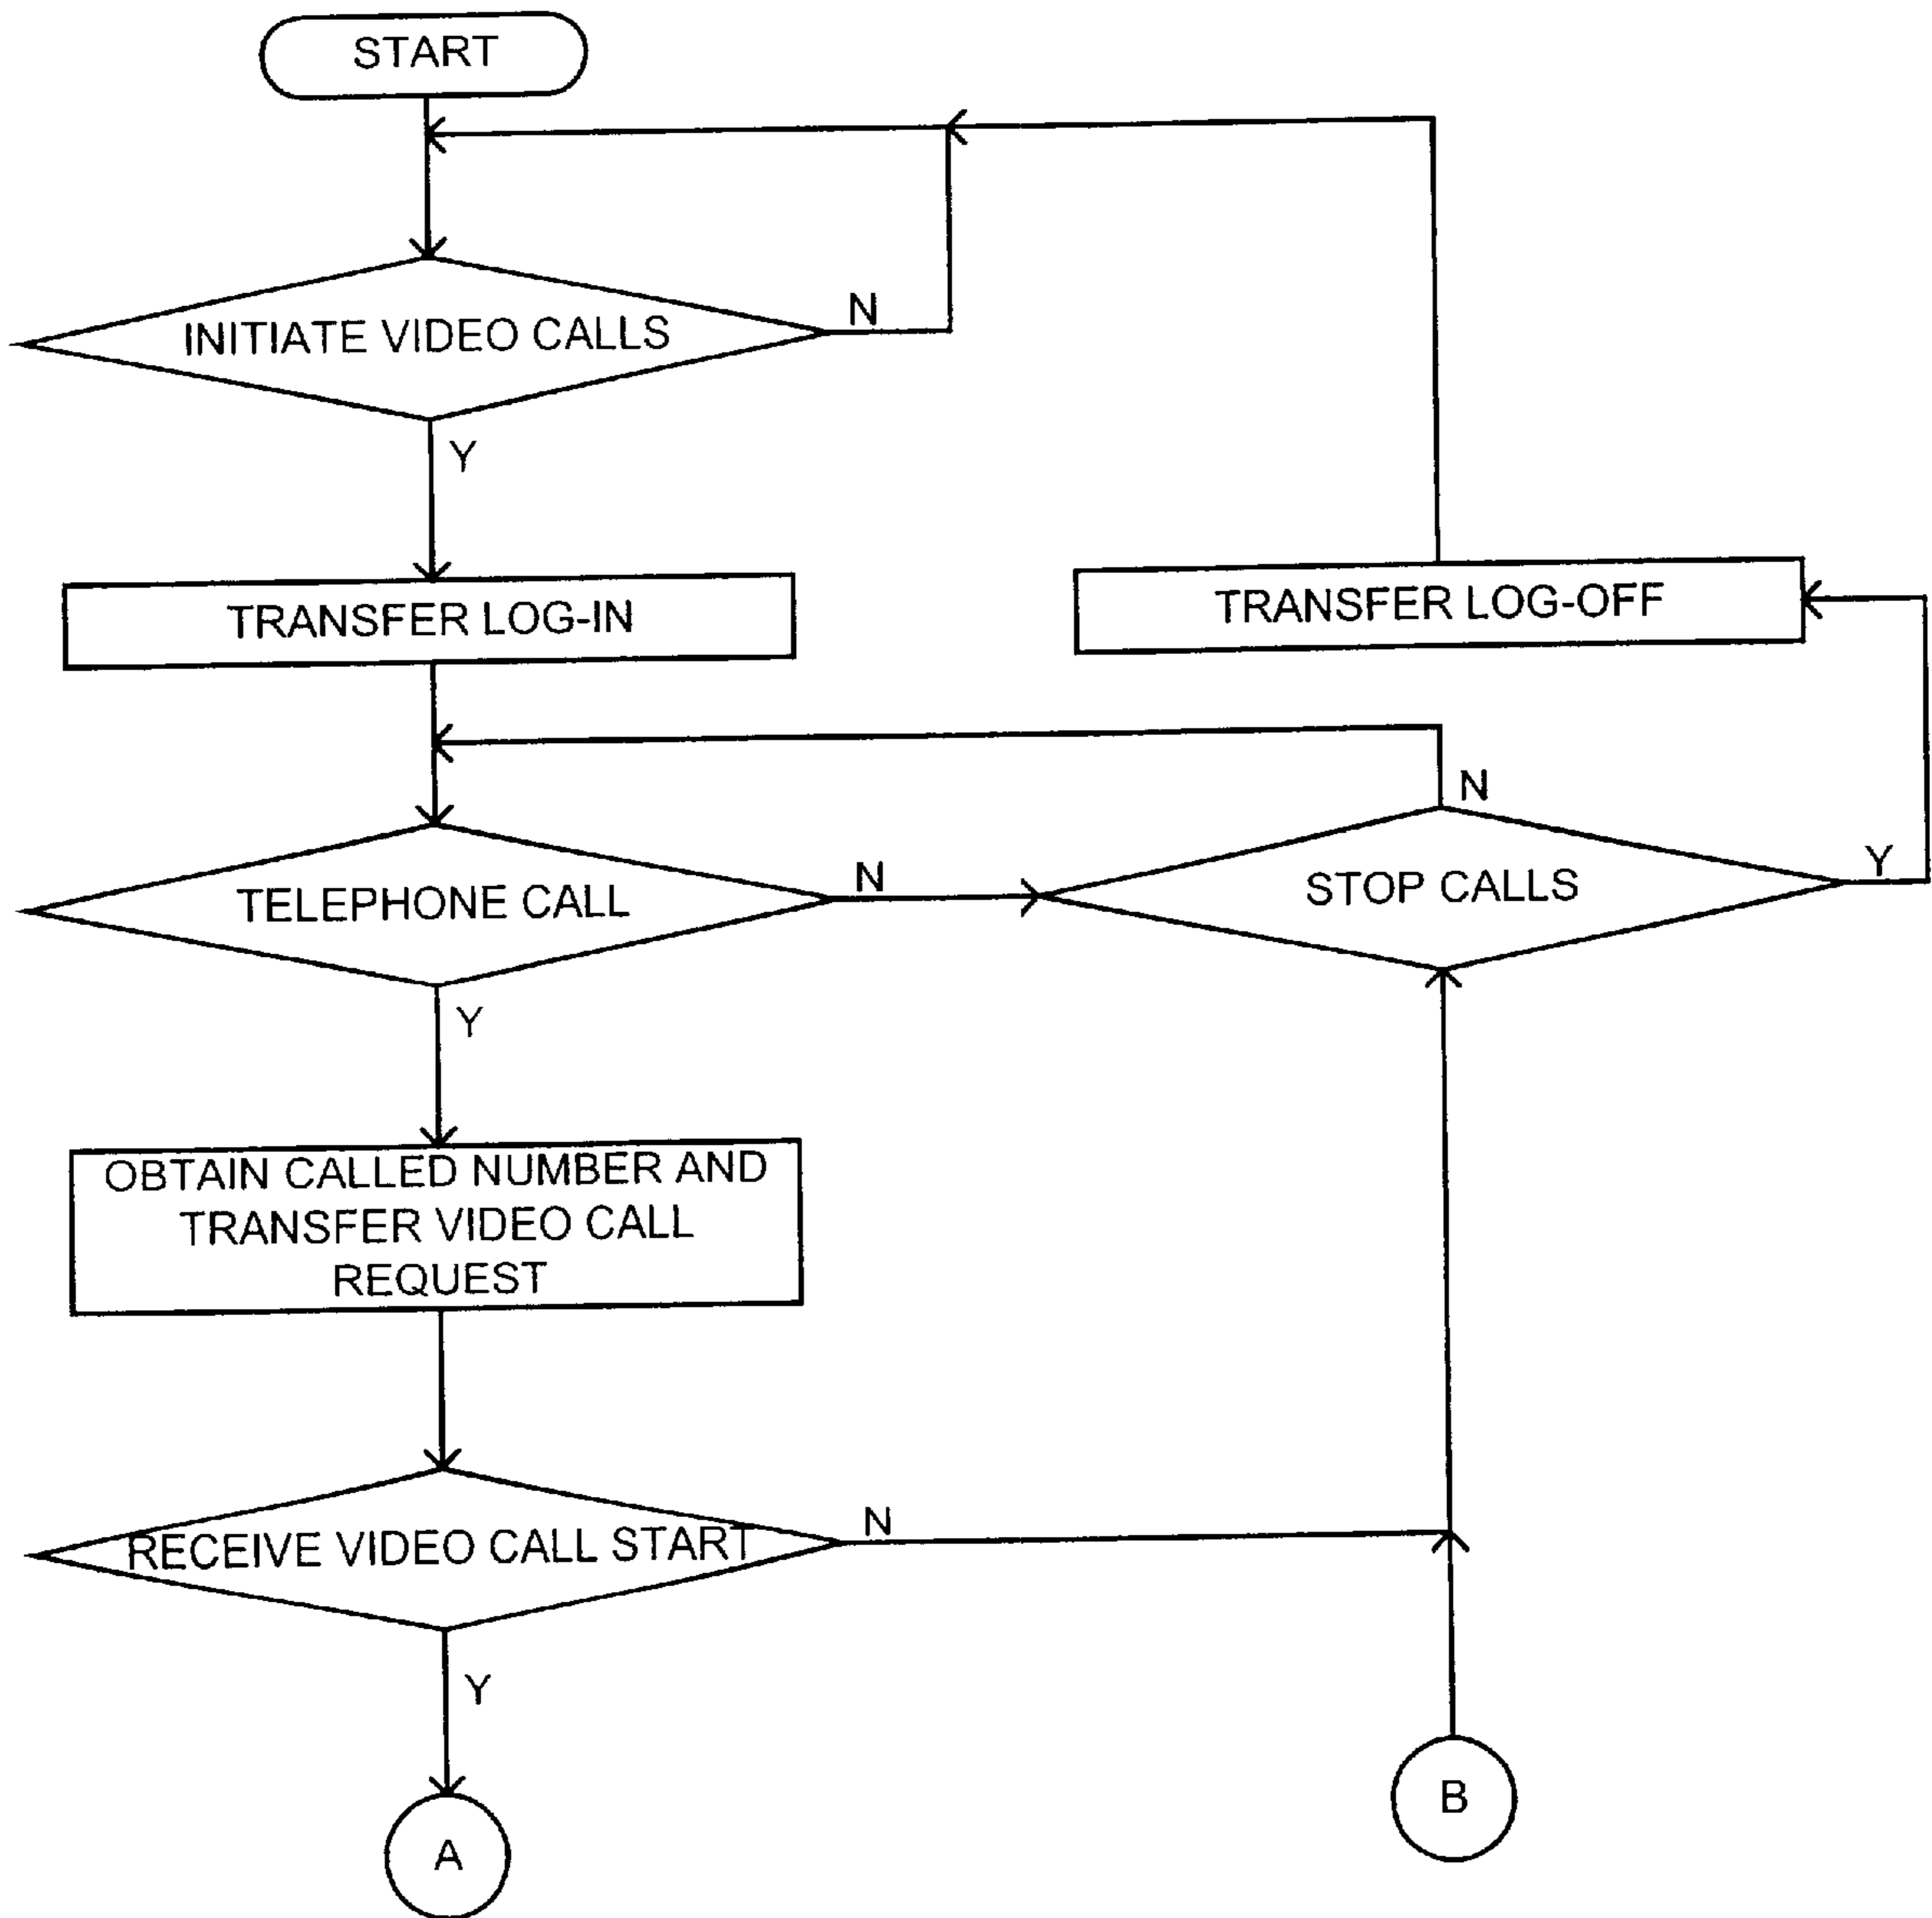 START
INITIATE VIDEO CALLS
N
Y
TRANSFER LOG-IN
TRANSFER LOG-OFF
N
TELEPHONE CALL
N
STOP CALLS
Y
Y
OBTAIN CALLED NUMBER AND
TRANSFER VIDEO CALL
REQUEST
RECEIVE VIDEO CALL START
N
Y
B
A